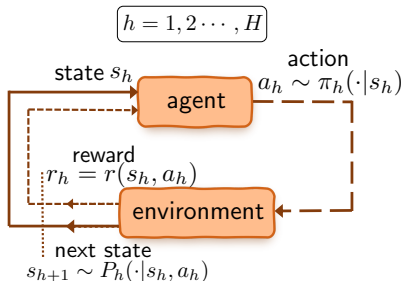 h = 1, 2 ⋯ , H
state s_h
action
agent
a_h ∼ π_h(·|s_h)
reward
r_h = r(s_h, a_h)
environment
next state
s_{h+1} ∼ P_h(·|s_h, a_h)